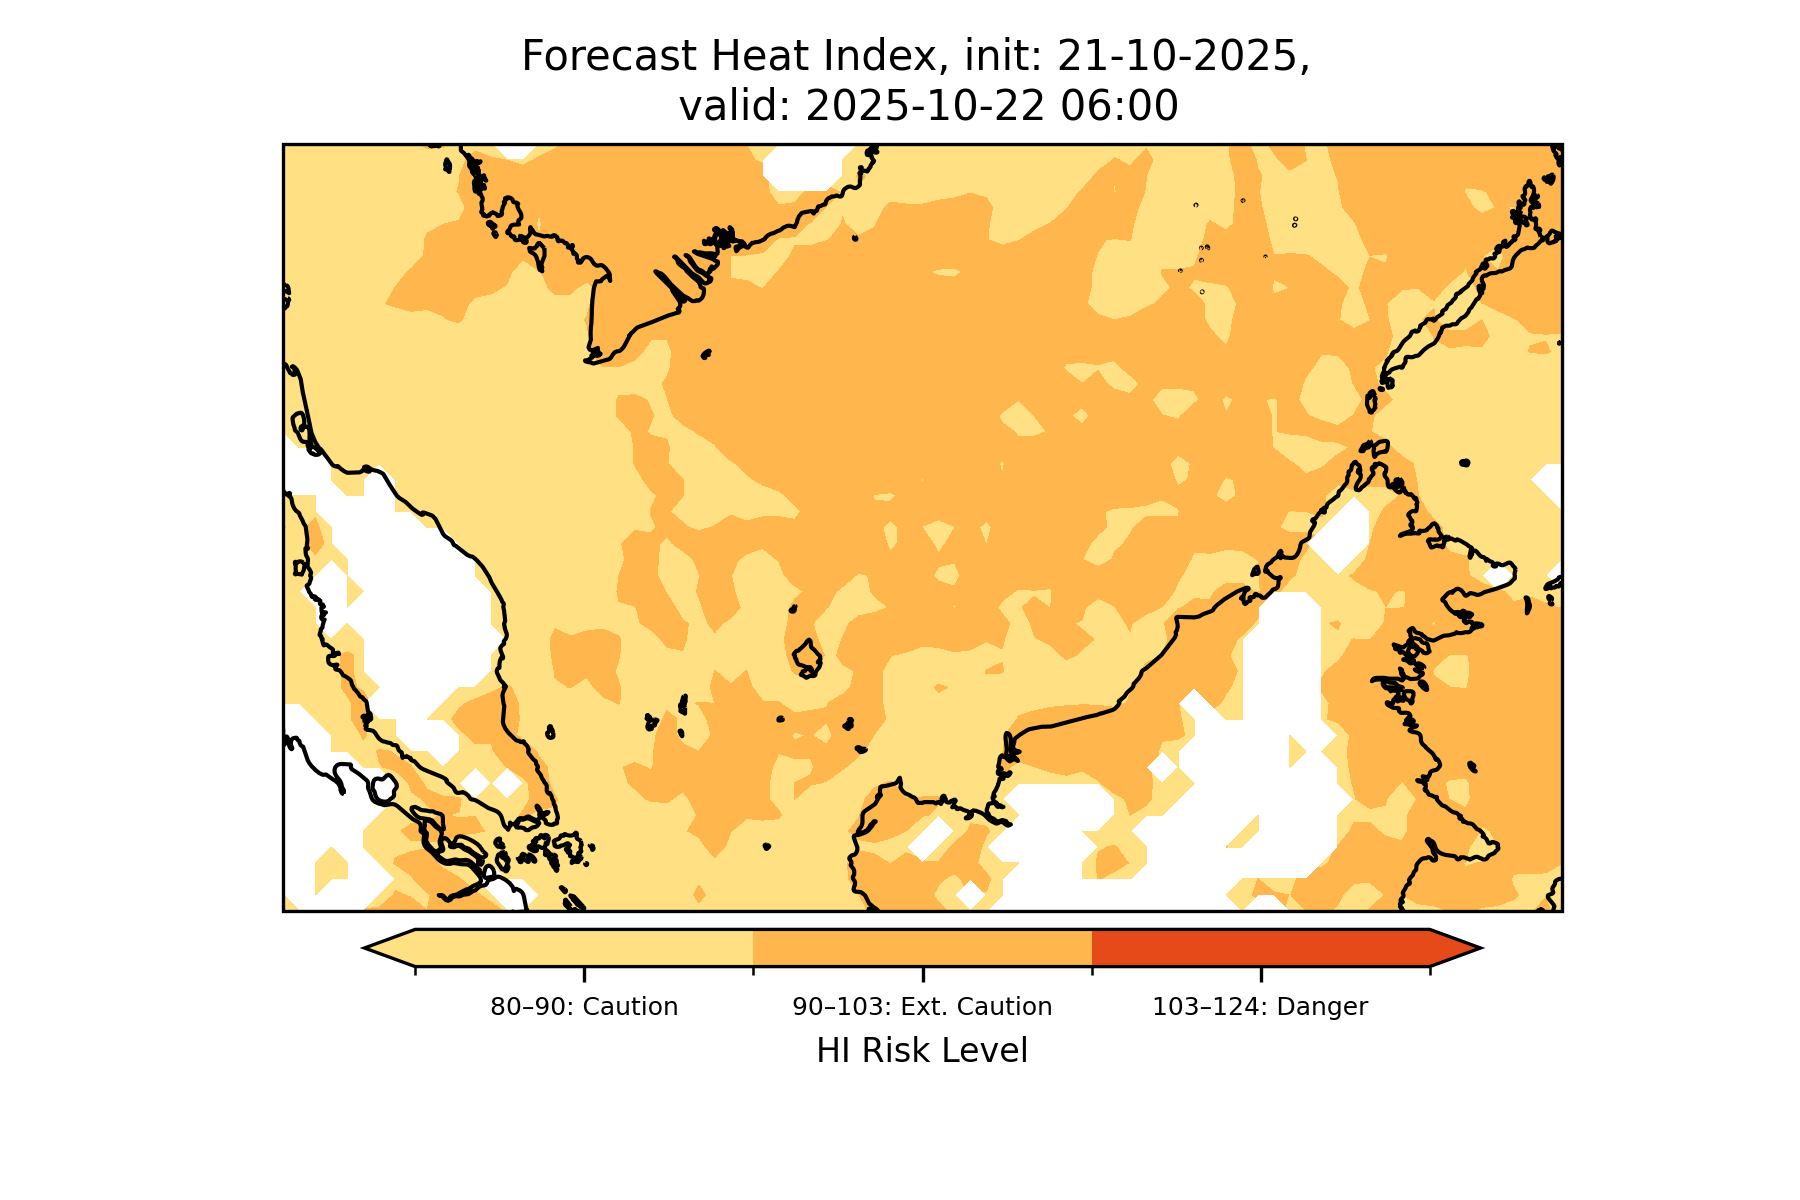 Forecast Heat Index, init: 21-10-2025,
valid: 2025-10-22 06:00
80–90: Caution
90–103: Ext. Caution
103–124: Danger
HI Risk Level